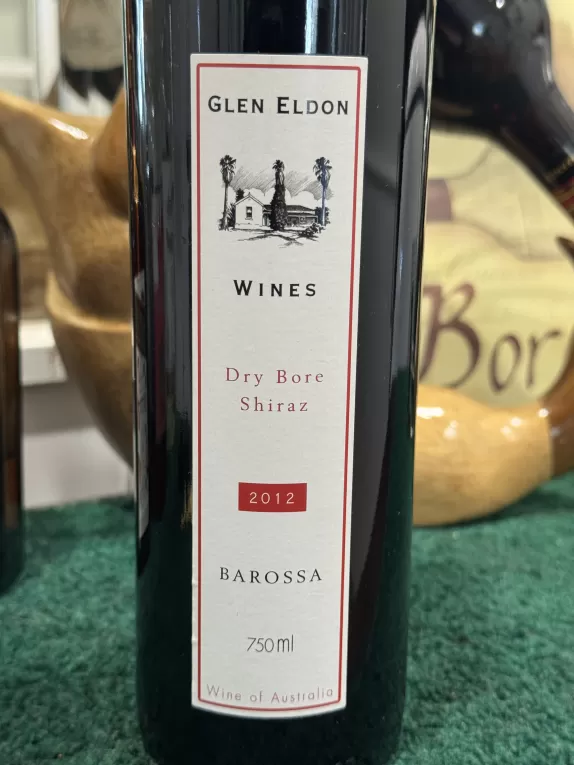 GLEN ELDON
WINES
Dry Bore
Shiraz
2012
BAROSSA
750ml
Wine of Australia
Bor